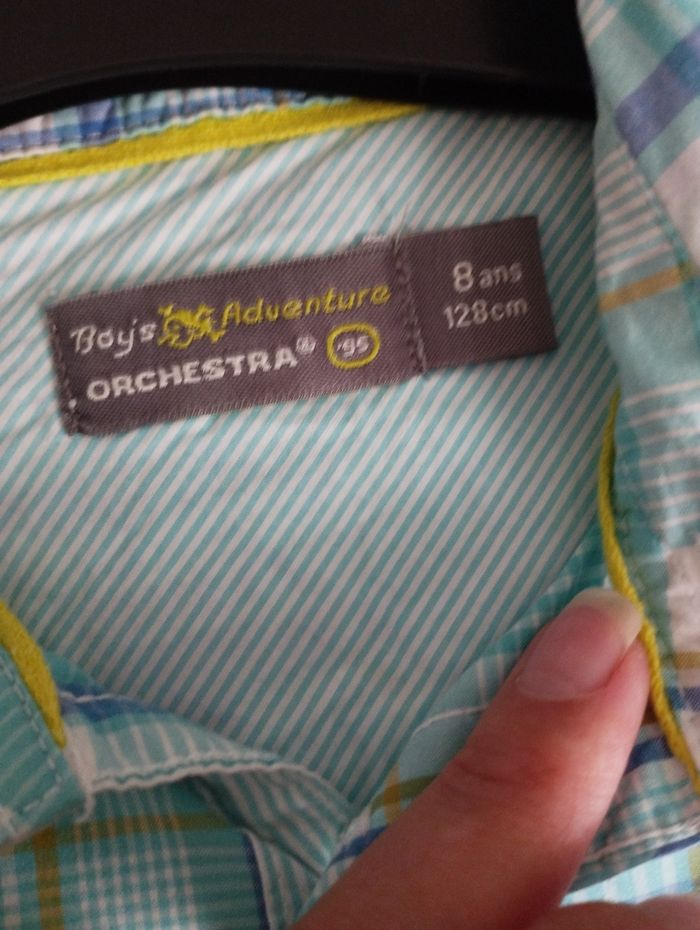 Boy's Adventure
ORCHESTRA® '95
8 ans
128cm